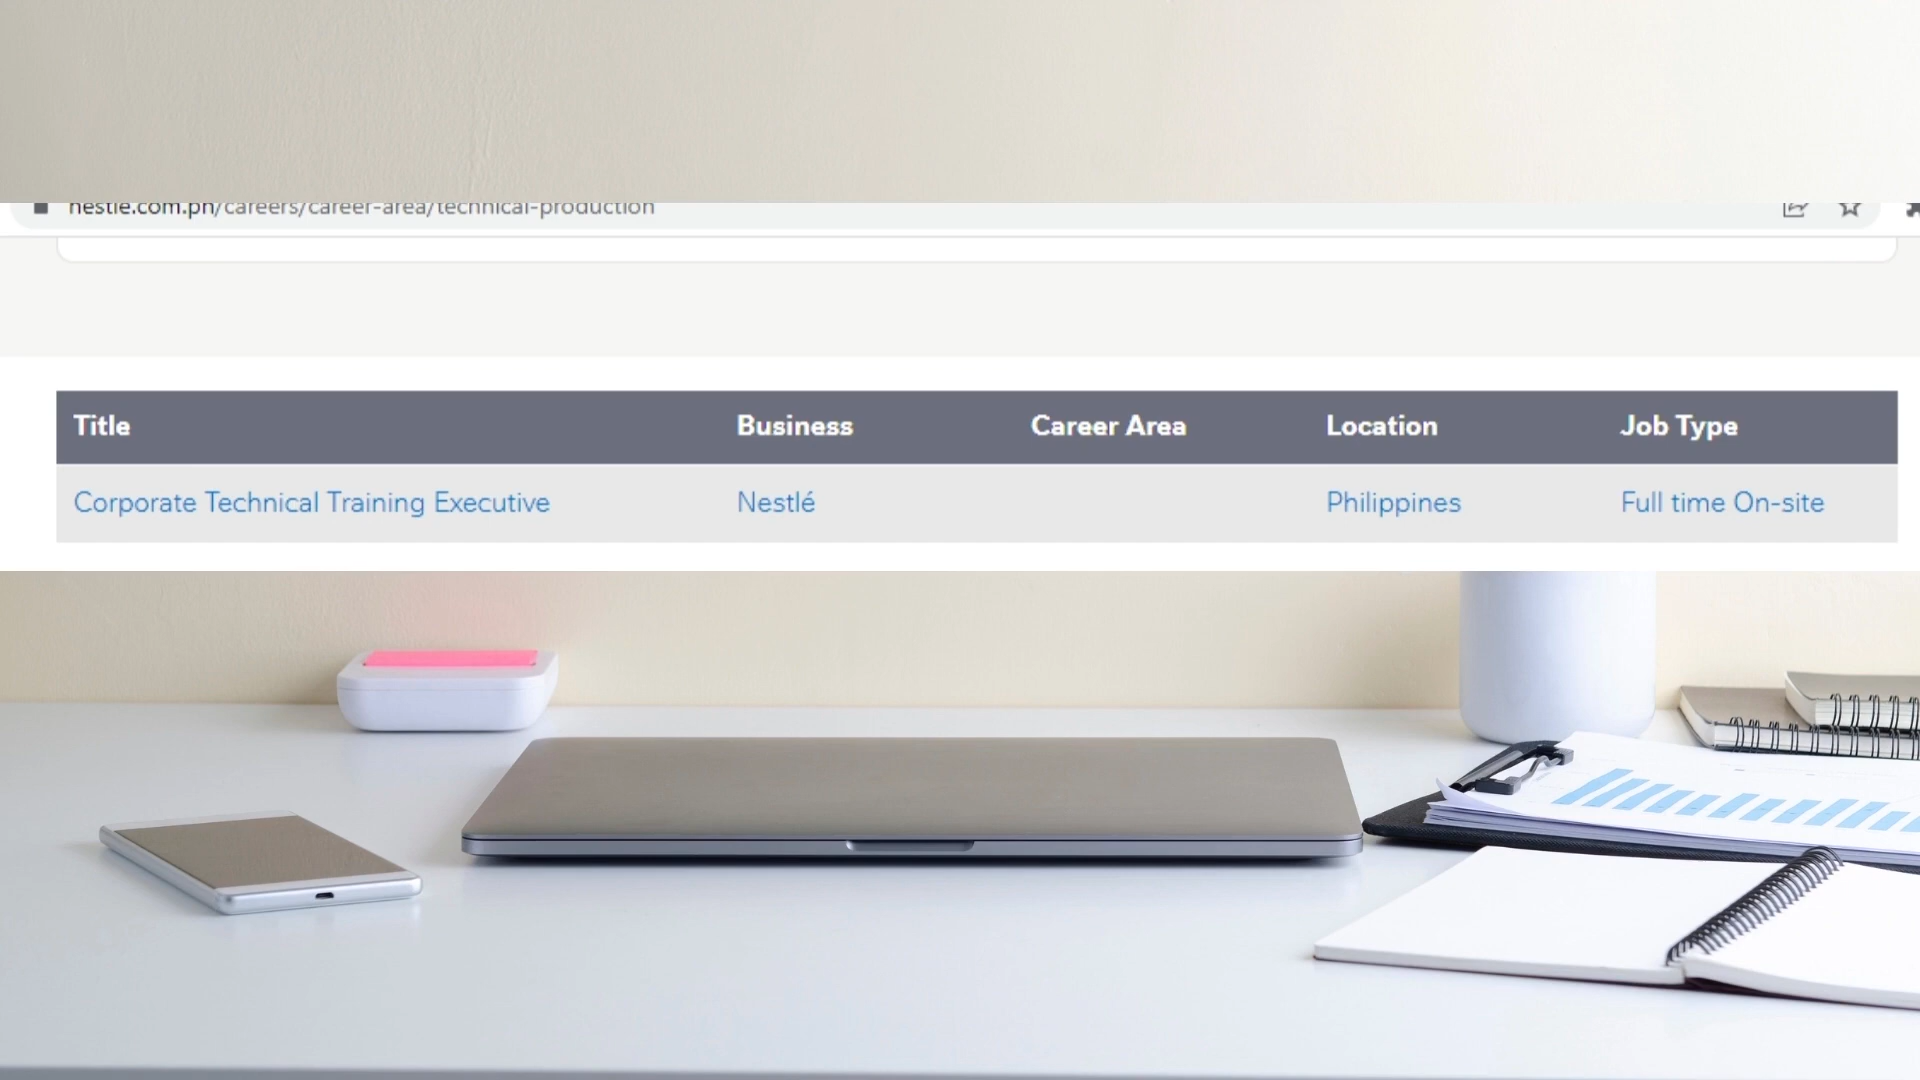 nestle.com.ph/careers/career-area/technical-production
Title Business Career Area Location Job Type
Corporate Technical Training Executive Nestlé Philippines Full time On-site